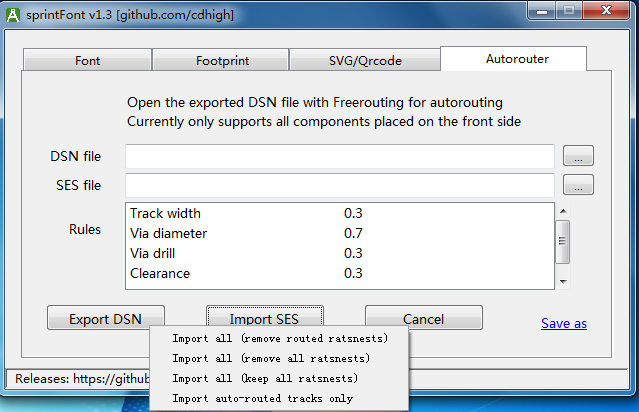 sprintFont v1.3 [github.com/cdhigh]
Font Footprint SVG/Qrcode Autorouter
Open the exported DSN file with Freerouting for autorouting
Currently only supports all components placed on the front side
DSN file ...
SES file ...
Rules
Track width 0.3
Via diameter 0.7
Via drill 0.3
Clearance 0.3
Export DSN Import SES Cancel Save as
Import all (remove routed ratsnests)
Import all (remove all ratsnests)
Import all (keep all ratsnests)
Import auto-routed tracks only
Releases: https://github